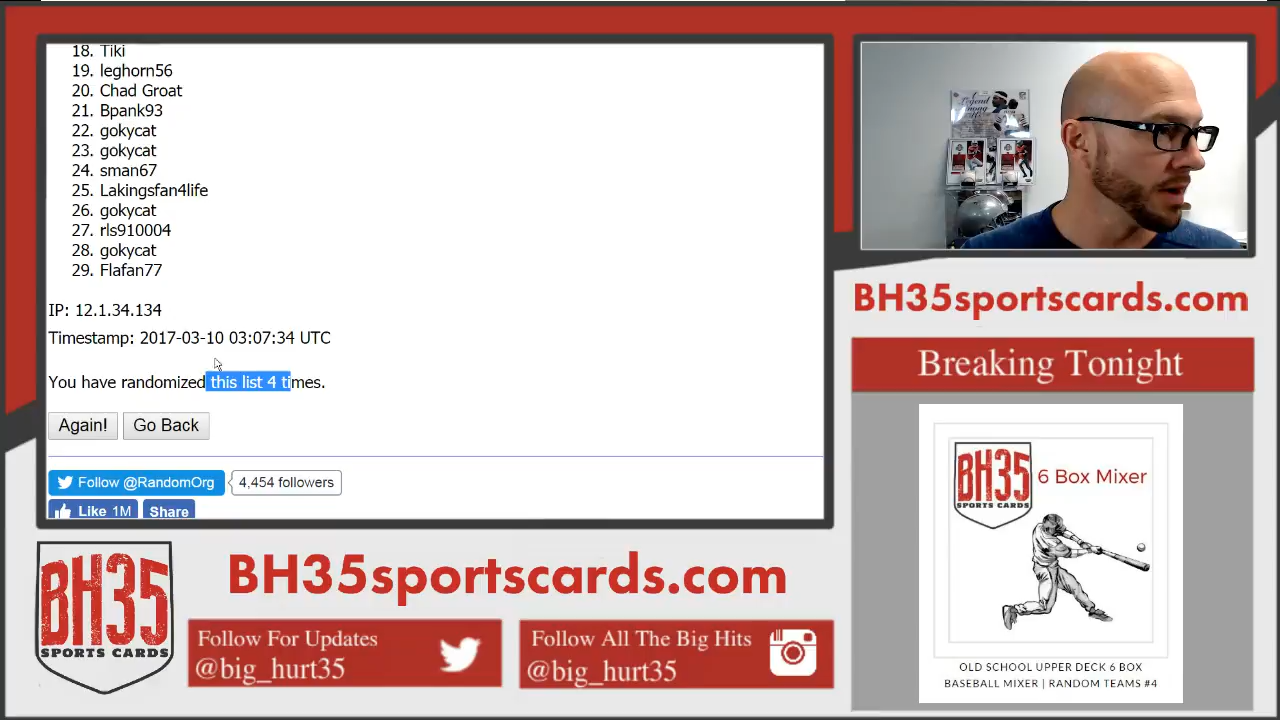 18. Tiki
19. leghorn56
20. Chad Groat
21. Bpank93
22. gokycat
23. gokycat
24. sman67
25. Lakingsfan4life
26. gokycat
27. rls910004
28. gokycat
29. Flafan77
IP: 12.1.34.134
Timestamp: 2017-03-10 03:07:34 UTC
You have randomized this list 4 times.
Again! Go Back
Follow @RandomOrg 4,454 followers
Like 1M Share
BH35sportscards.com
Breaking Tonight
BH35
SPORTS CARDS
6 Box Mixer
OLD SCHOOL UPPER DECK 6 BOX
BASEBALL MIXER | RANDOM TEAMS #4
BH35
SPORTS CARDS
BH35sportscards.com
Follow For Updates
@big_hurt35
Follow All The Big Hits
@big_hurt35